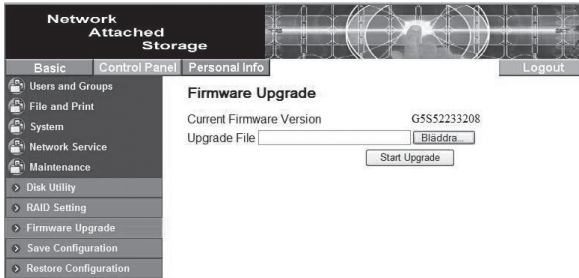 Network
Attached
Storage
Basic
Control Panel
Personal Info
Logout
Users and Groups
File and Print
System
Network Service
Maintenance
Disk Utility
RAID Setting
Firmware Upgrade
Save Configuration
Restore Configuration
Firmware Upgrade
Current Firmware Version G5S52233208
Upgrade File Bläddra...
Start Upgrade